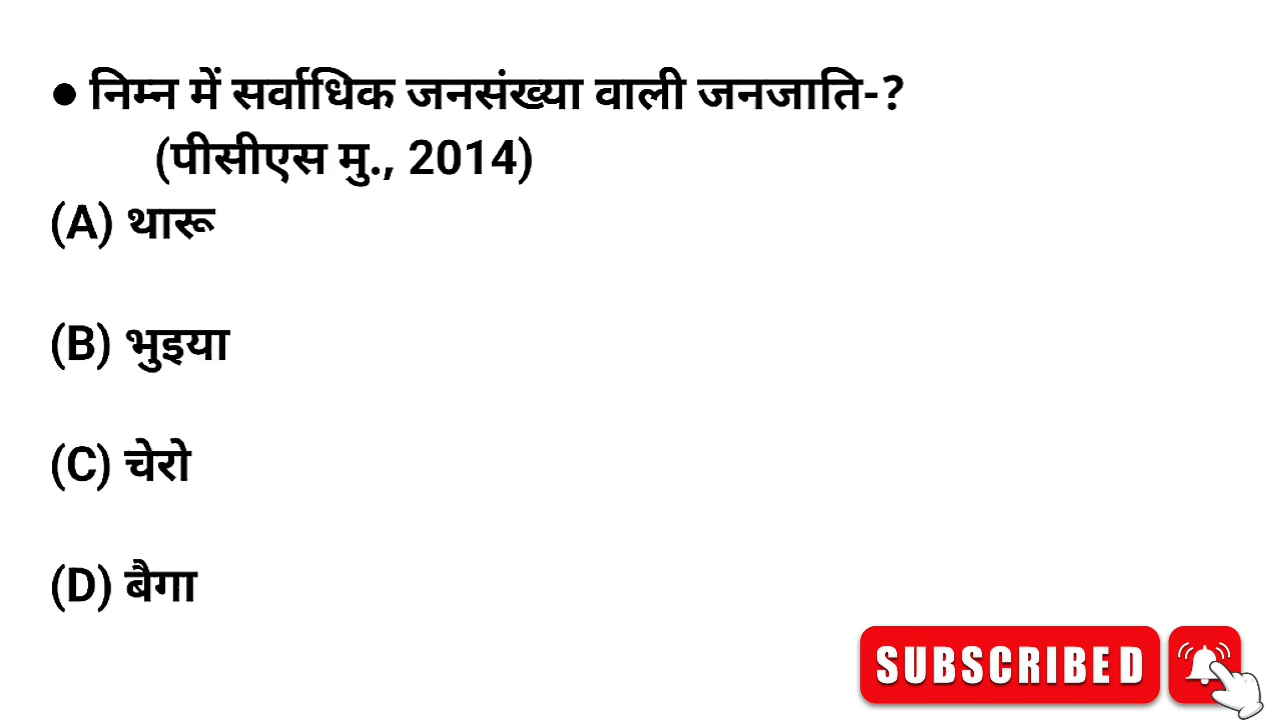 ● निम्न में सर्वाधिक जनसंख्या वाली जनजाति-?
(पीसीएस मु., 2014)
(A) थारू
(B) भुइया
(C) चेरो
(D) बैगा
SUBSCRIBED